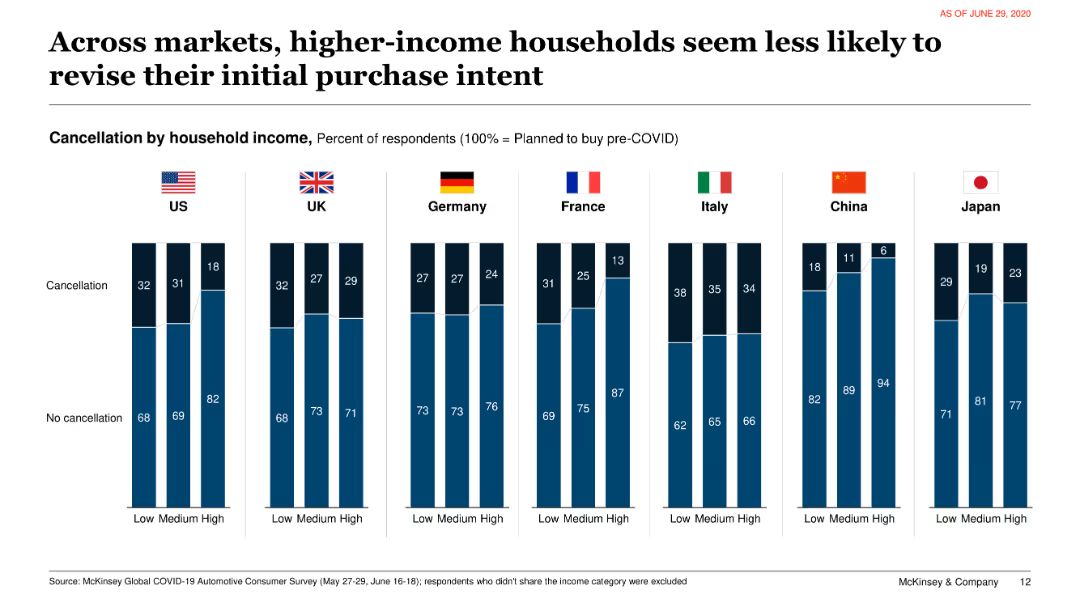 AS OF JUNE 29, 2020
Across markets, higher-income households seem less likely to
revise their initial purchase intent
Cancellation by household income, Percent of respondents (100% = Planned to buy pre-COVID)
US UK Germany France Italy China Japan
Cancellation
32 31 18
32 27 29
27 27 24
31 25 13
38 35 34
18 11 6
29 19 23
No cancellation
68 69 82
68 73 71
73 73 76
69 75 87
62 65 66
82 89 94
71 81 77
Low Medium High
Low Medium High
Low Medium High
Low Medium High
Low Medium High
Low Medium High
Low Medium High
Source: McKinsey Global COVID-19 Automotive Consumer Survey (May 27-29, June 16-18); respondents who didn't share the income category were excluded
McKinsey & Company 12